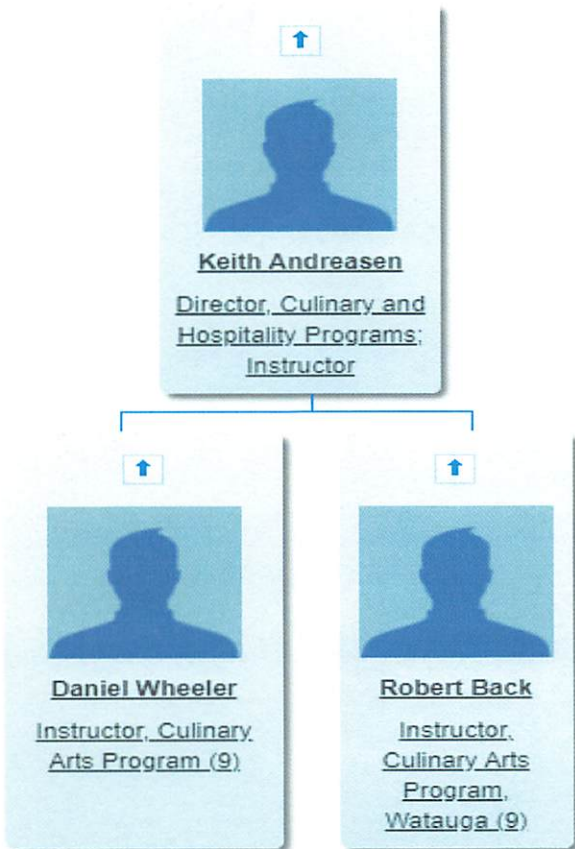 Keith Andreasen
Director, Culinary and
Hospitality Programs;
Instructor
Daniel Wheeler
Instructor, Culinary
Arts Program (9)
Robert Back
Instructor,
Culinary Arts
Program,
Watauga (9)